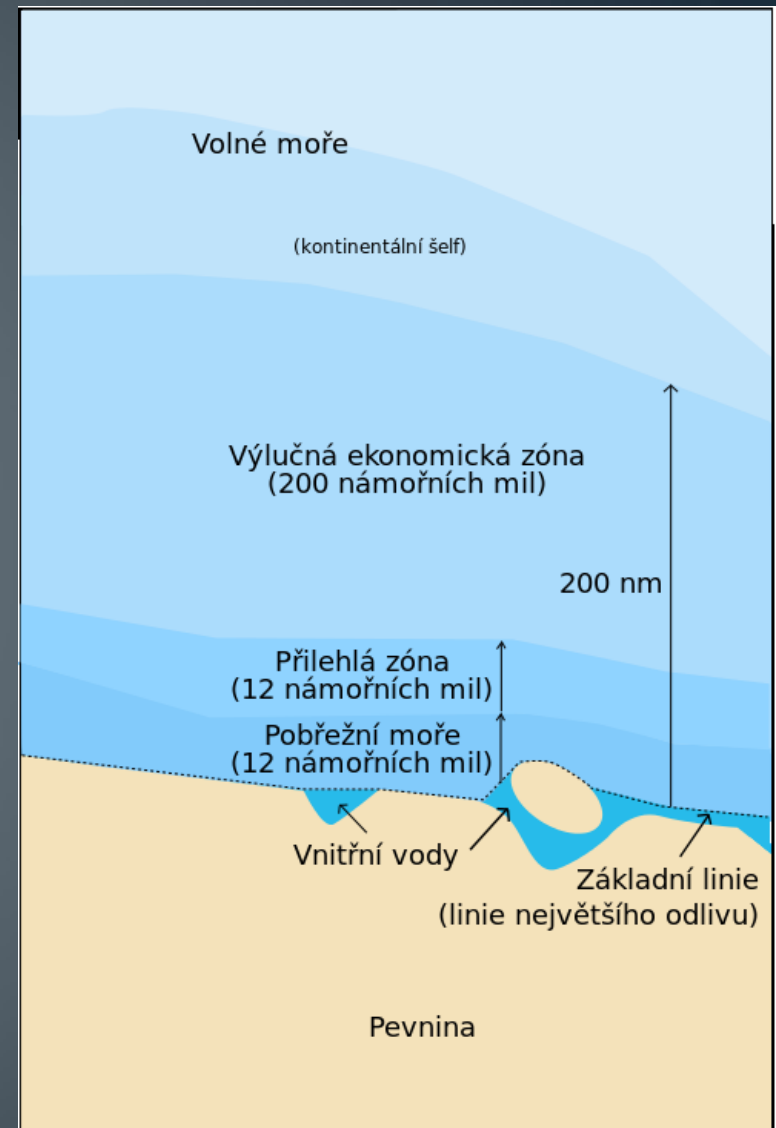 Volné moře
(kontinentální šelf)
Výlučná ekonomická zóna
(200 námořních mil)
200 nm
Přilehlá zóna
(12 námořních mil)
Pobřežní moře
(12 námořních mil)
Vnitřní vody
Základní linie
(linie největšího odlivu)
Pevnina